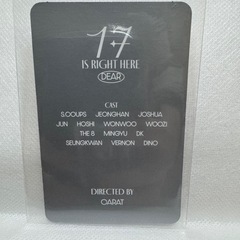 17
IS RIGHT HERE
DEAR
CAST
S.COUPS JEONGHAN JOSHUA
JUN HOSHI WONWOO WOOZI
THE 8 MINGYU DK
SEUNGKWAN VERNON DINO
DIRECTED BY
CARAT